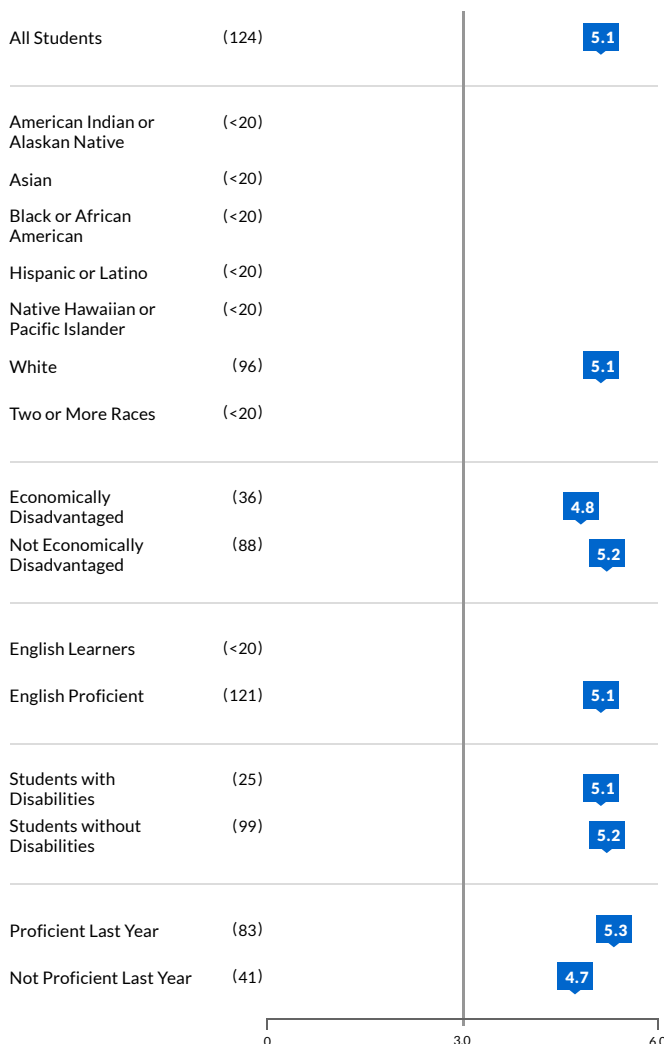 All Students (124) 5.1
American Indian or (<20)
Alaskan Native
Asian (<20)
Black or African (<20)
American
Hispanic or Latino (<20)
Native Hawaiian or (<20)
Pacific Islander
White (96) 5.1
Two or More Races (<20)
Economically (36) 4.8
Disadvantaged
Not Economically (88) 5.2
Disadvantaged
English Learners (<20)
English Proficient (121) 5.1
Students with (25) 5.1
Disabilities
Students without (99) 5.2
Disabilities
Proficient Last Year (83) 5.3
Not Proficient Last Year (41) 4.7
0 3.0 6.0